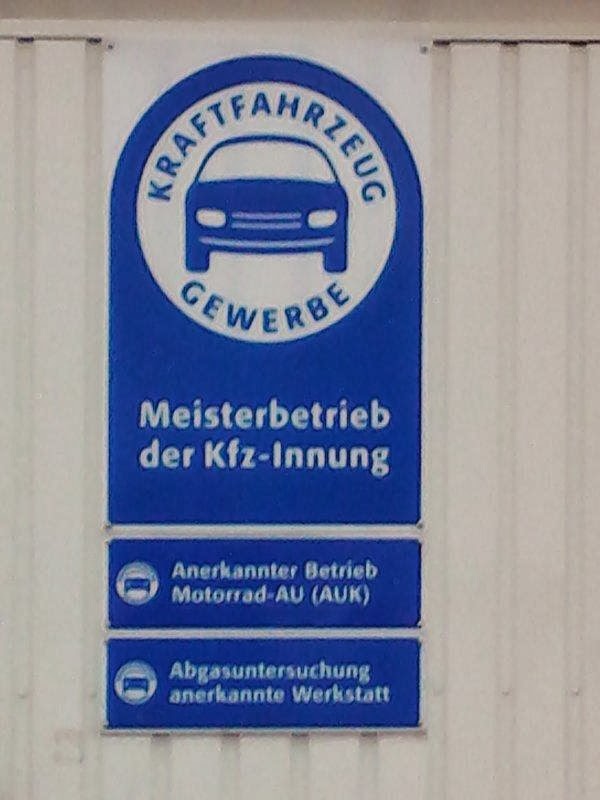 KRAFTFAHRZEUG
GEWERBE
Meisterbetrieb
der Kfz-Innung
Anerkannter Betrieb
Motorrad-AU (AUK)
Abgasuntersuchung
anerkannte Werkstatt